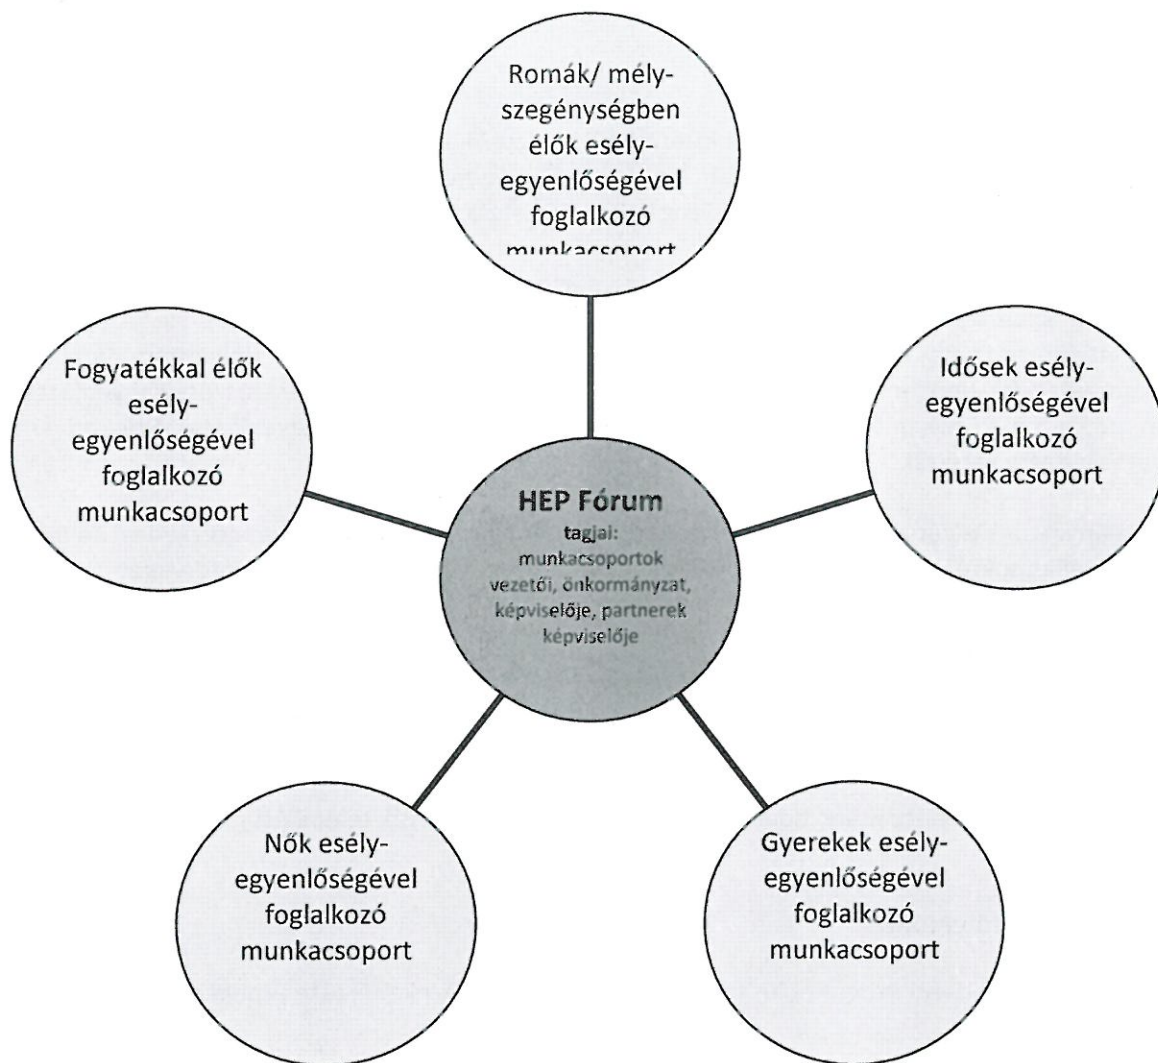 Romák/ mély-
szegénységben
élők esély-
egyenlőségével
foglalkozó
munkacsoport
Fogyatékkal élők
esély-
egyenlőségével
foglalkozó
munkacsoport
Idősek esély-
egyenlőségével
foglalkozó
munkacsoport
HEP Fórum
tagjai:
munkacsoportok
vezetői, önkormányzat,
képviselője, partnerek
képviselője
Nők esély-
egyenlőségével
foglalkozó
munkacsoport
Gyerekek esély-
egyenlőségével
foglalkozó
munkacsoport